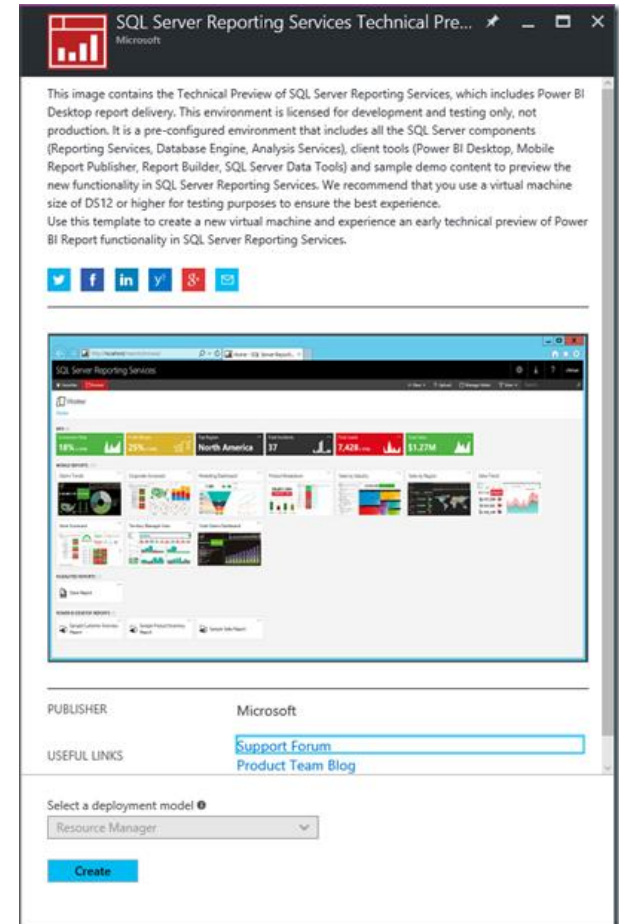 SQL Server Reporting Services Technical Pre...
Microsoft
This image contains the Technical Preview of SQL Server Reporting Services, which includes Power BI
Desktop report delivery. This environment is licensed for development and testing only, not
production. It is a pre-configured environment that includes all the SQL Server components
(Reporting Services, Database Engine, Analysis Services), client tools (Power BI Desktop, Mobile
Report Publisher, Report Builder, SQL Server Data Tools) and sample demo content to preview the
new functionality in SQL Server Reporting Services. We recommend that you use a virtual machine
size of DS12 or higher for testing purposes to ensure the best experience.
Use this template to create a new virtual machine and experience an early technical preview of Power
BI Report functionality in SQL Server Reporting Services.
SQL Server Reporting Services
Home
18%
25%
North America
37
7,428
$1.27M
PUBLISHER
Microsoft
USEFUL LINKS
Support Forum
Product Team Blog
Select a deployment model
Resource Manager
Create